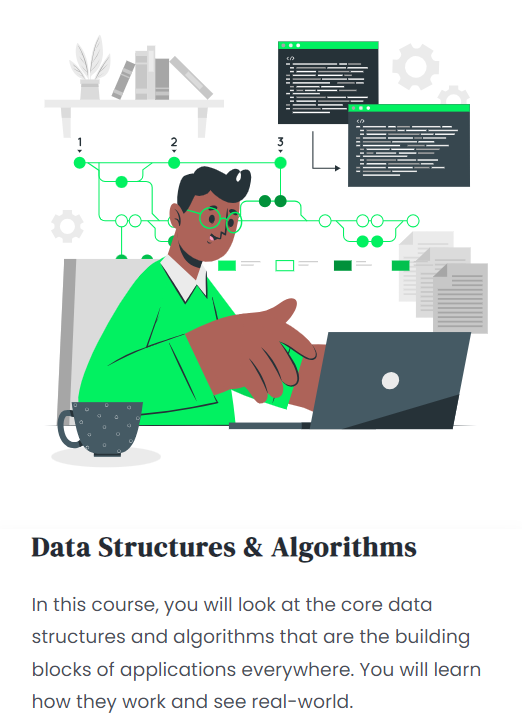 1 2 3
</>
</>
Data Structures & Algorithms
In this course, you will look at the core data
structures and algorithms that are the building
blocks of applications everywhere. You will learn
how they work and see real-world.